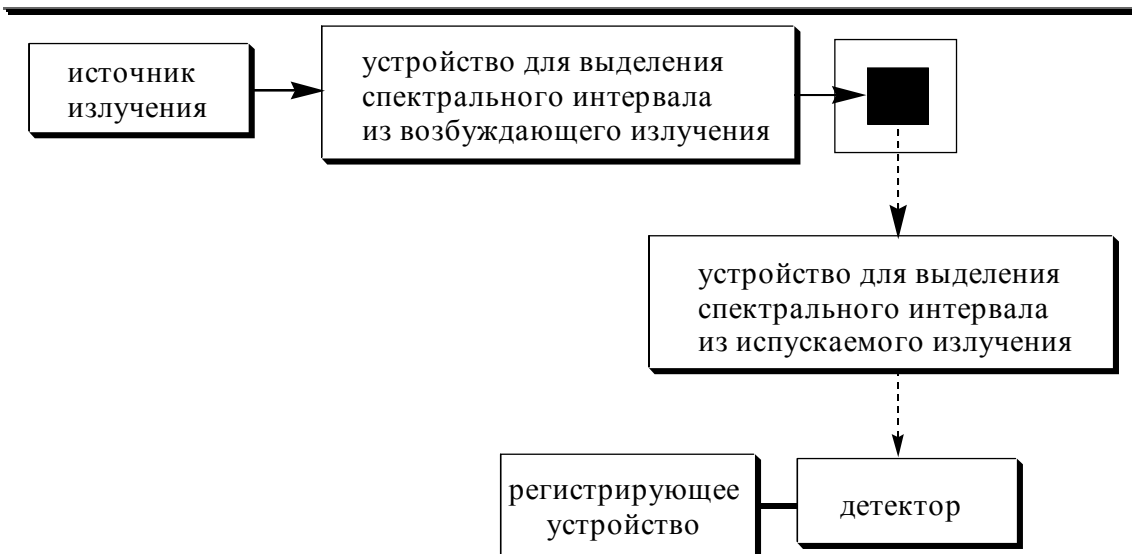 источник
излучения
устройство для выделения
спектрального интервала
из возбуждающего излучения
устройство для выделения
спектрального интервала
из испускаемого излучения
регистрирующее
устройство
детектор